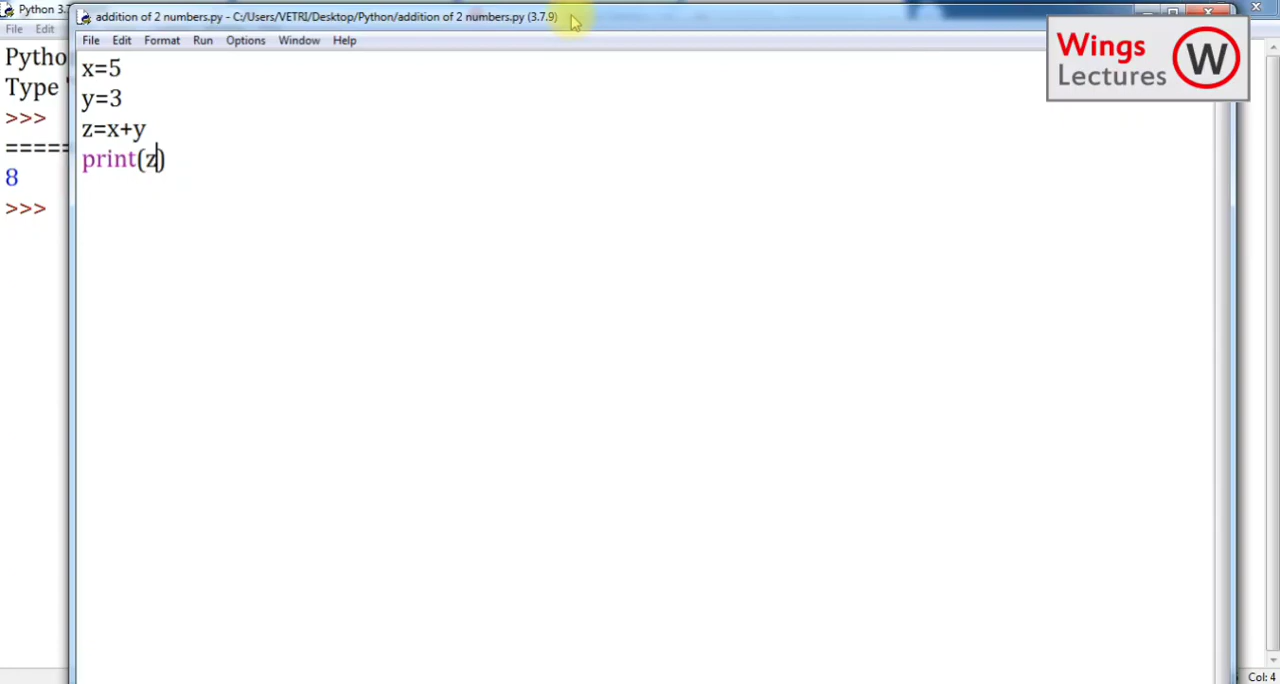 Python 3.7
addition of 2 numbers.py - C:/Users/VETRI/Desktop/Python/addition of 2 numbers.py (3.7.9)
File Edit
File Edit Format Run Options Window Help
Wings
Lectures
W
Pytho
Type
x=5
y=3
z=x+y
print(z)
>>>
=====
8
>>>
Col: 4